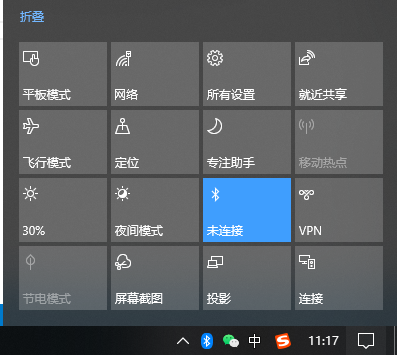 折叠
平板模式
网络
所有设置
就近共享
飞行模式
定位
专注助手
移动热点
30%
夜间模式
未连接
VPN
节电模式
屏幕截图
投影
连接
中
11:17